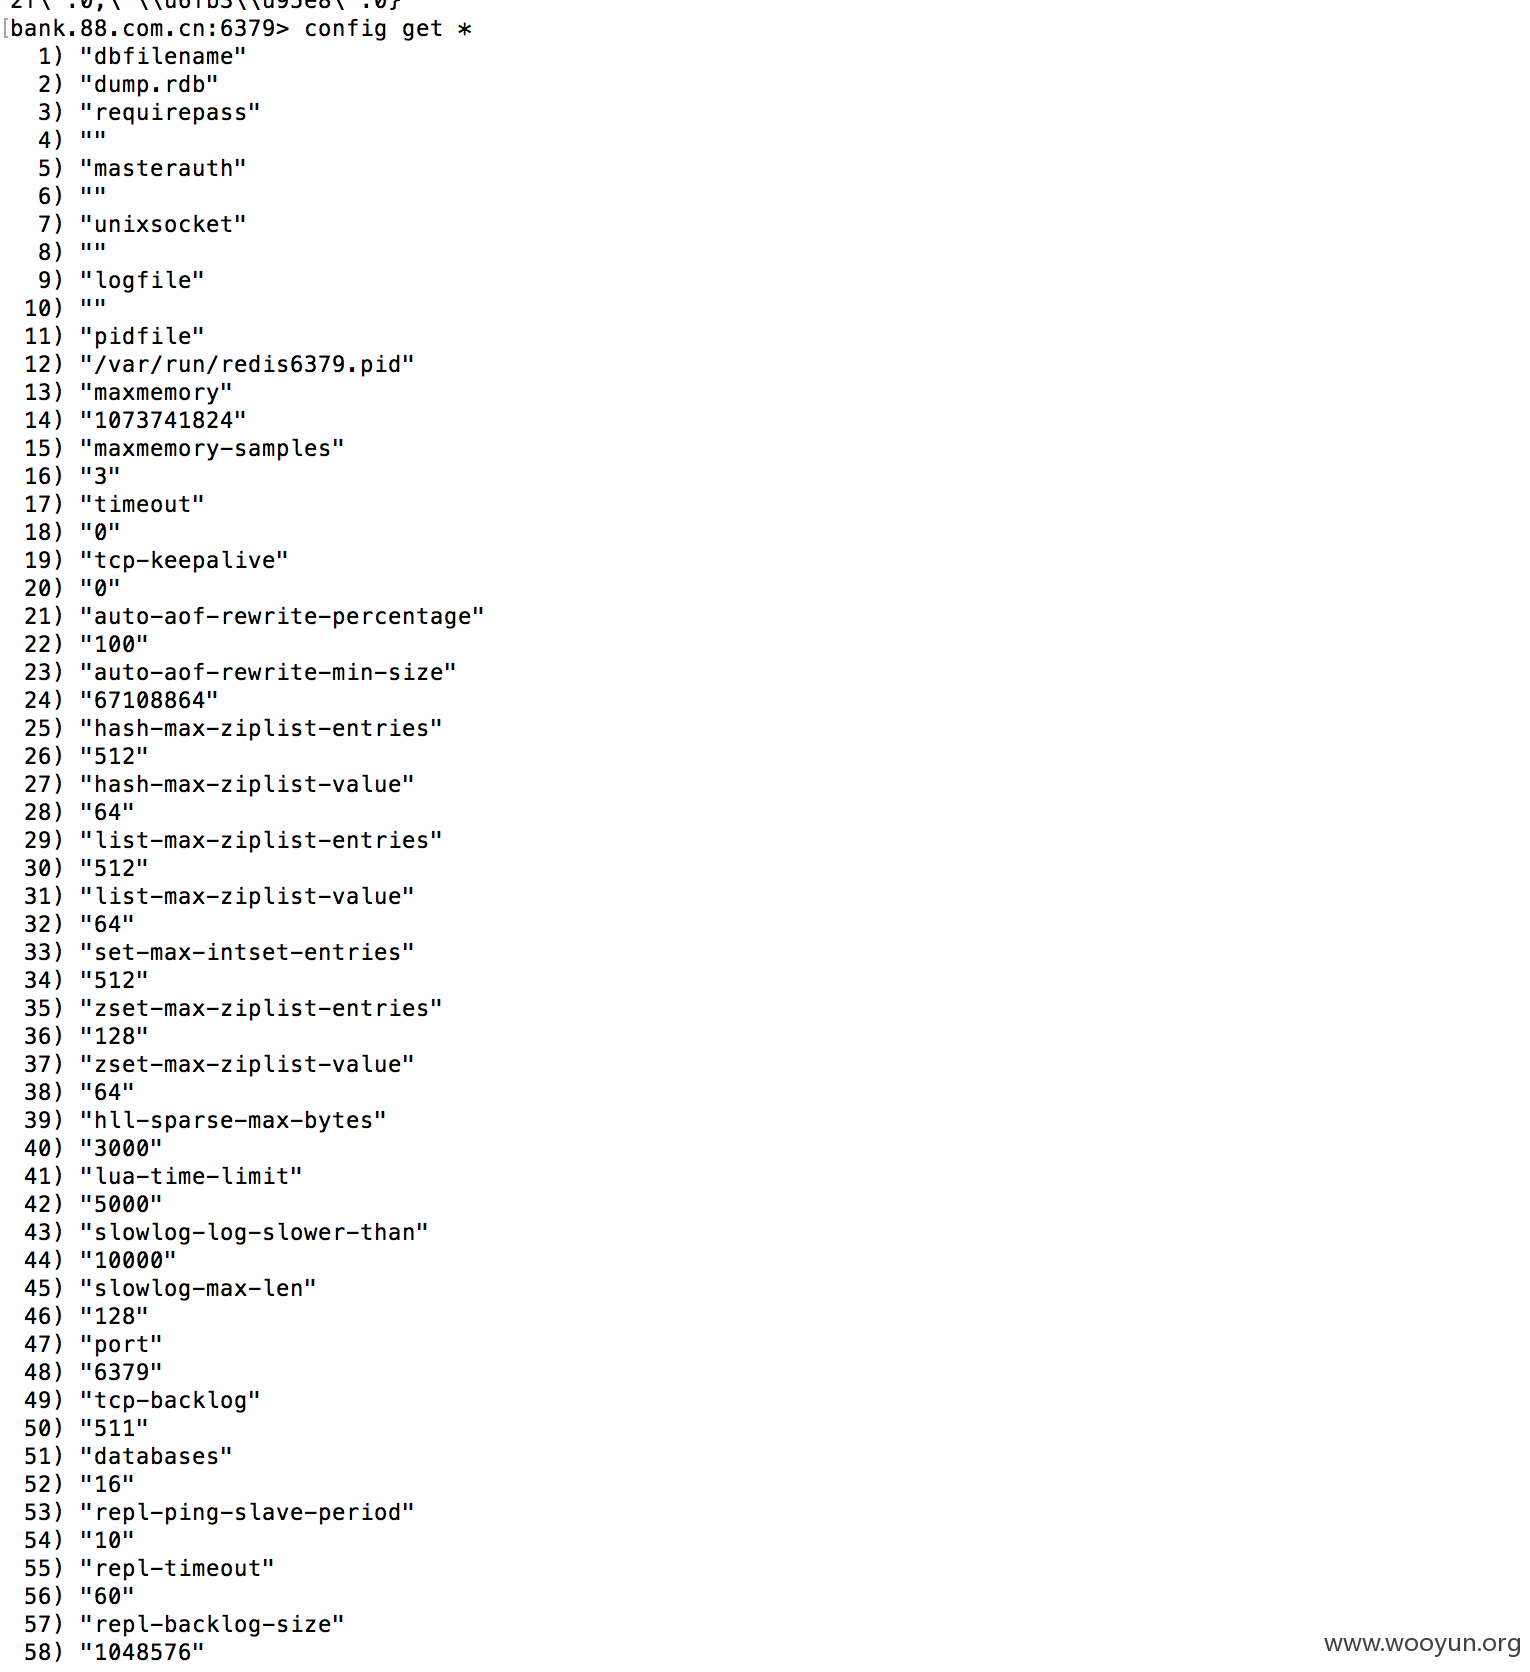 [bank.88.com.cn:6379> config get *
1) "dbfilename"
2) "dump.rdb"
3) "requirepass"
4) ""
5) "masterauth"
6) ""
7) "unixsocket"
8) ""
9) "logfile"
10) ""
11) "pidfile"
12) "/var/run/redis6379.pid"
13) "maxmemory"
14) "1073741824"
15) "maxmemory-samples"
16) "3"
17) "timeout"
18) "0"
19) "tcp-keepalive"
20) "0"
21) "auto-aof-rewrite-percentage"
22) "100"
23) "auto-aof-rewrite-min-size"
24) "67108864"
25) "hash-max-ziplist-entries"
26) "512"
27) "hash-max-ziplist-value"
28) "64"
29) "list-max-ziplist-entries"
30) "512"
31) "list-max-ziplist-value"
32) "64"
33) "set-max-intset-entries"
34) "512"
35) "zset-max-ziplist-entries"
36) "128"
37) "zset-max-ziplist-value"
38) "64"
39) "hll-sparse-max-bytes"
40) "3000"
41) "lua-time-limit"
42) "5000"
43) "slowlog-log-slower-than"
44) "10000"
45) "slowlog-max-len"
46) "128"
47) "port"
48) "6379"
49) "tcp-backlog"
50) "511"
51) "databases"
52) "16"
53) "repl-ping-slave-period"
54) "10"
55) "repl-timeout"
56) "60"
57) "repl-backlog-size"
58) "1048576"
www.wooyun.org